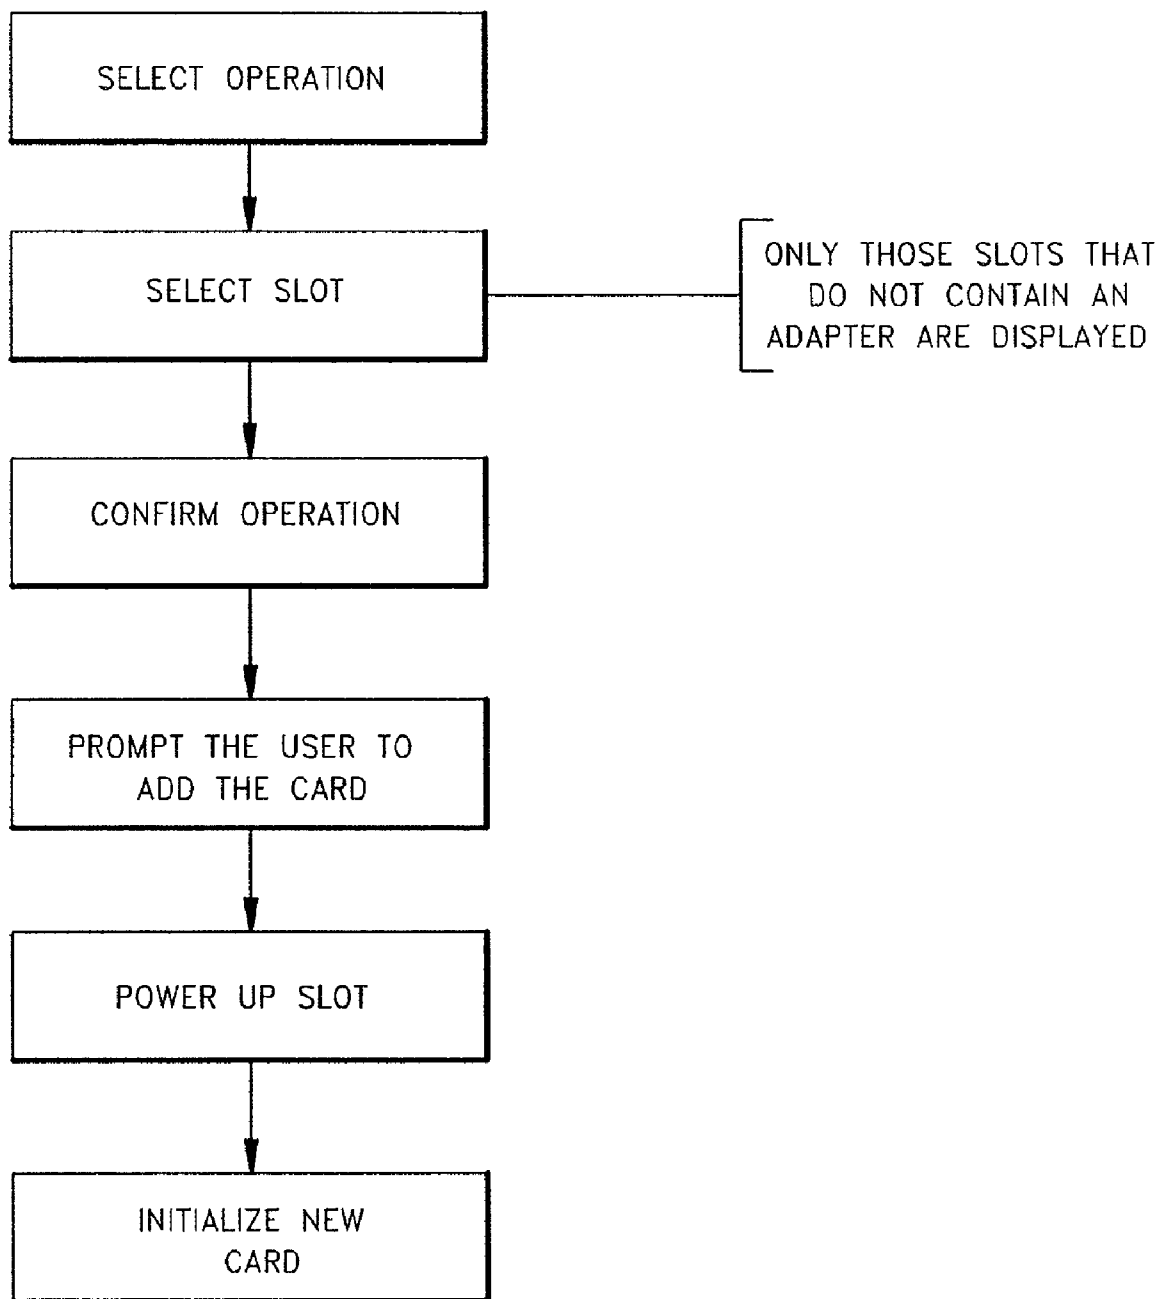 SELECT OPERATION
SELECT SLOT
ONLY THOSE SLOTS THAT
DO NOT CONTAIN AN
ADAPTER ARE DISPLAYED
CONFIRM OPERATION
PROMPT THE USER TO
ADD THE CARD
POWER UP SLOT
INITIALIZE NEW
CARD